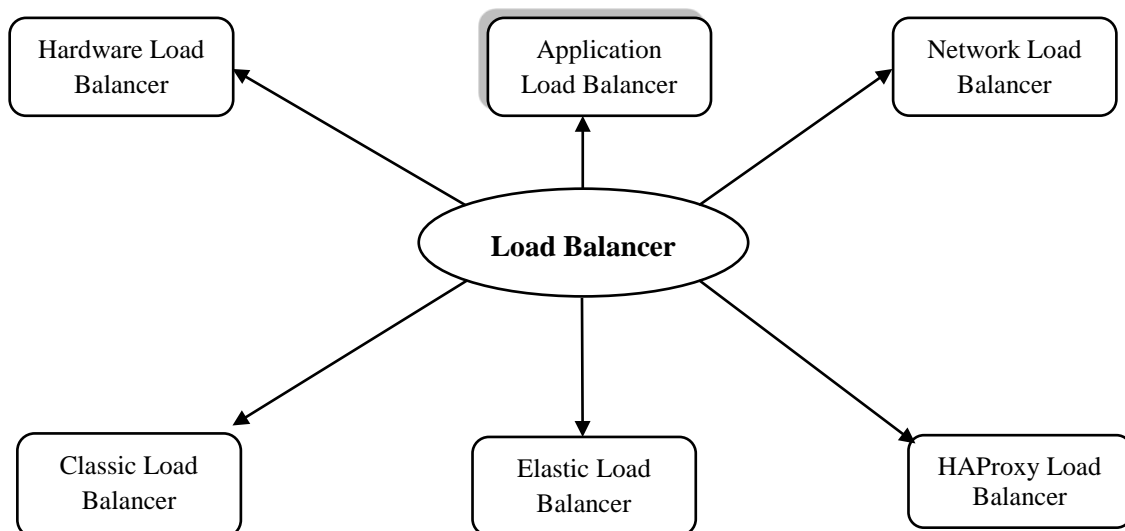 Hardware Load
Balancer
Application
Load Balancer
Network Load
Balancer
Load Balancer
Classic Load
Balancer
Elastic Load
Balancer
HAProxy Load
Balancer